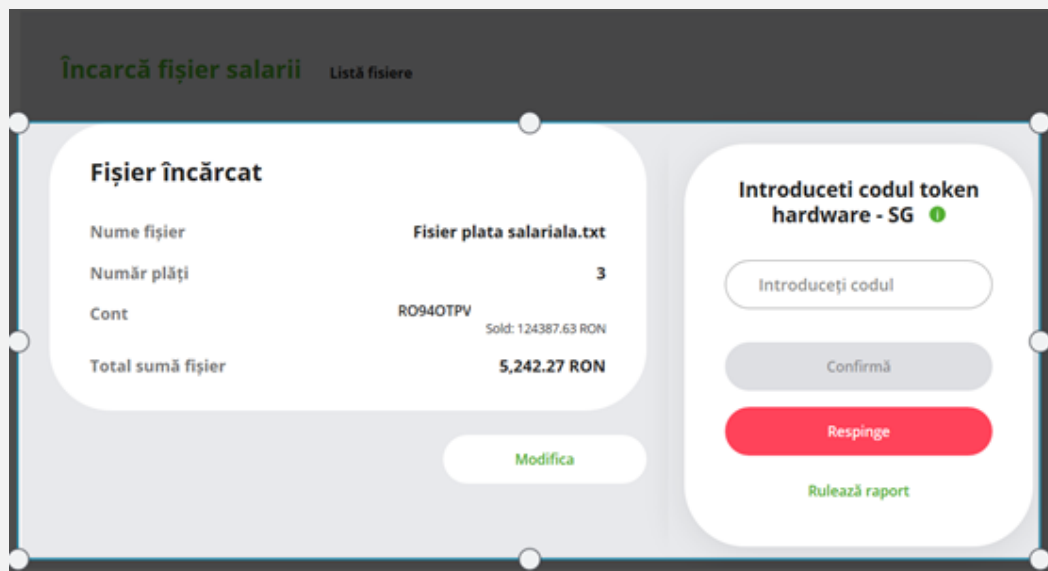 Încarcă fișier salarii Listă fisiere
Fișier încărcat
Nume fișier Fisier plata salariala.txt
Număr plăți 3
Cont RO94OTPV
Sold: 124387.63 RON
Total sumă fișier 5,242.27 RON
Modifica
Introduceti codul token
hardware - SG i
Introduceți codul
Confirmă
Respinge
Rulează raport